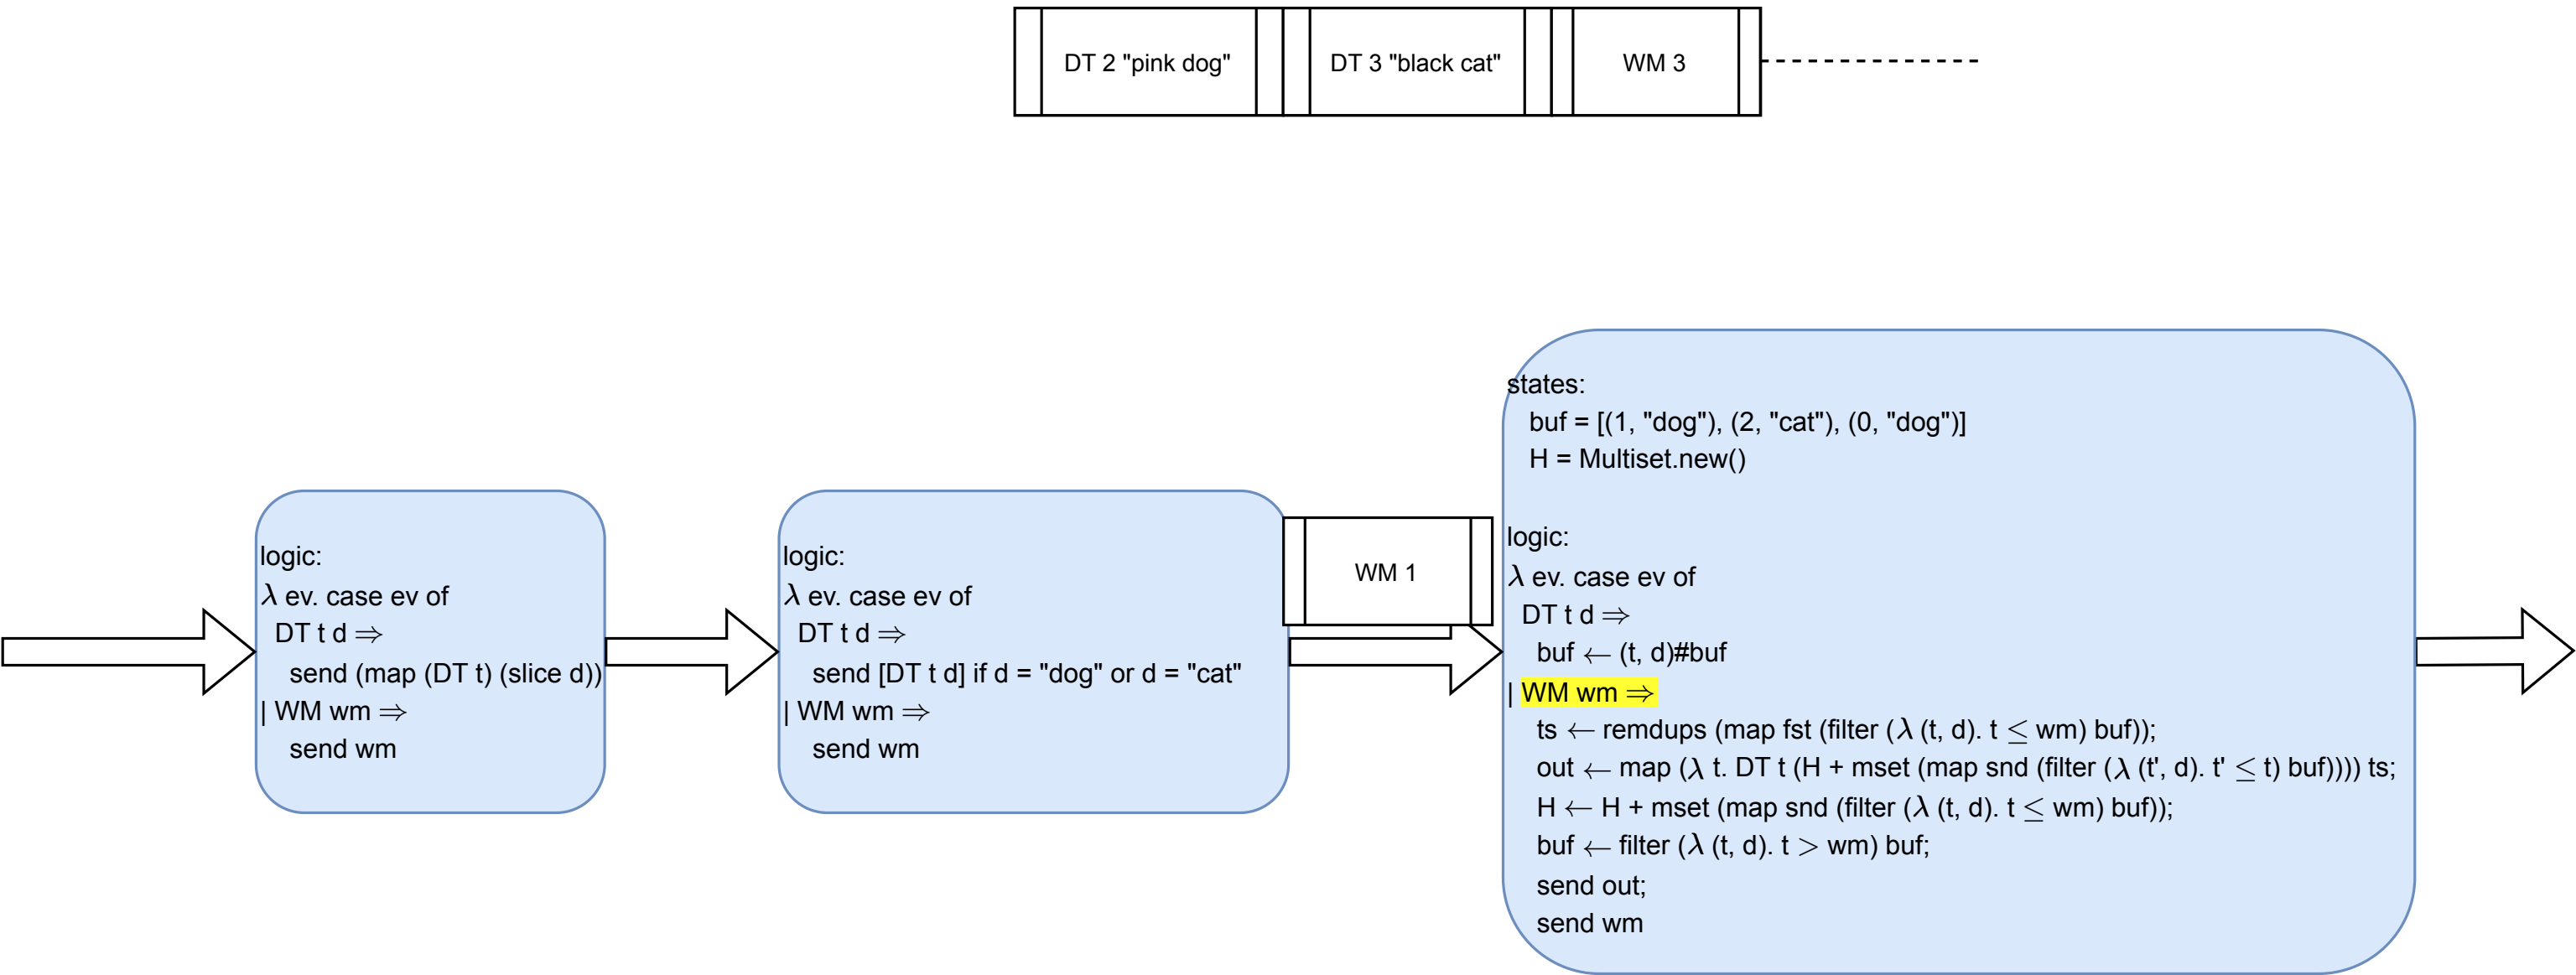 DT 2 "pink dog"
DT 3 "black cat"
WM 3
logic:
λ ev. case ev of
DT t d ⇒
send (map (DT t) (slice d))
| WM wm ⇒
send wm
logic:
λ ev. case ev of
DT t d ⇒
send [DT t d] if d = "dog" or d = "cat"
| WM wm ⇒
send wm
WM 1
states:
buf = [(1, "dog"), (2, "cat"), (0, "dog")]
H = Multiset.new()
logic:
λ ev. case ev of
DT t d ⇒
buf ← (t, d)#buf
| WM wm ⇒
ts ← remdups (map fst (filter (λ (t, d). t ≤ wm) buf));
out ← map (λ t. DT t (H + mset (map snd (filter (λ (t', d). t' ≤ t) buf)))) ts;
H ← H + mset (map snd (filter (λ (t, d). t ≤ wm) buf));
buf ← filter (λ (t, d). t > wm) buf;
send out;
send wm